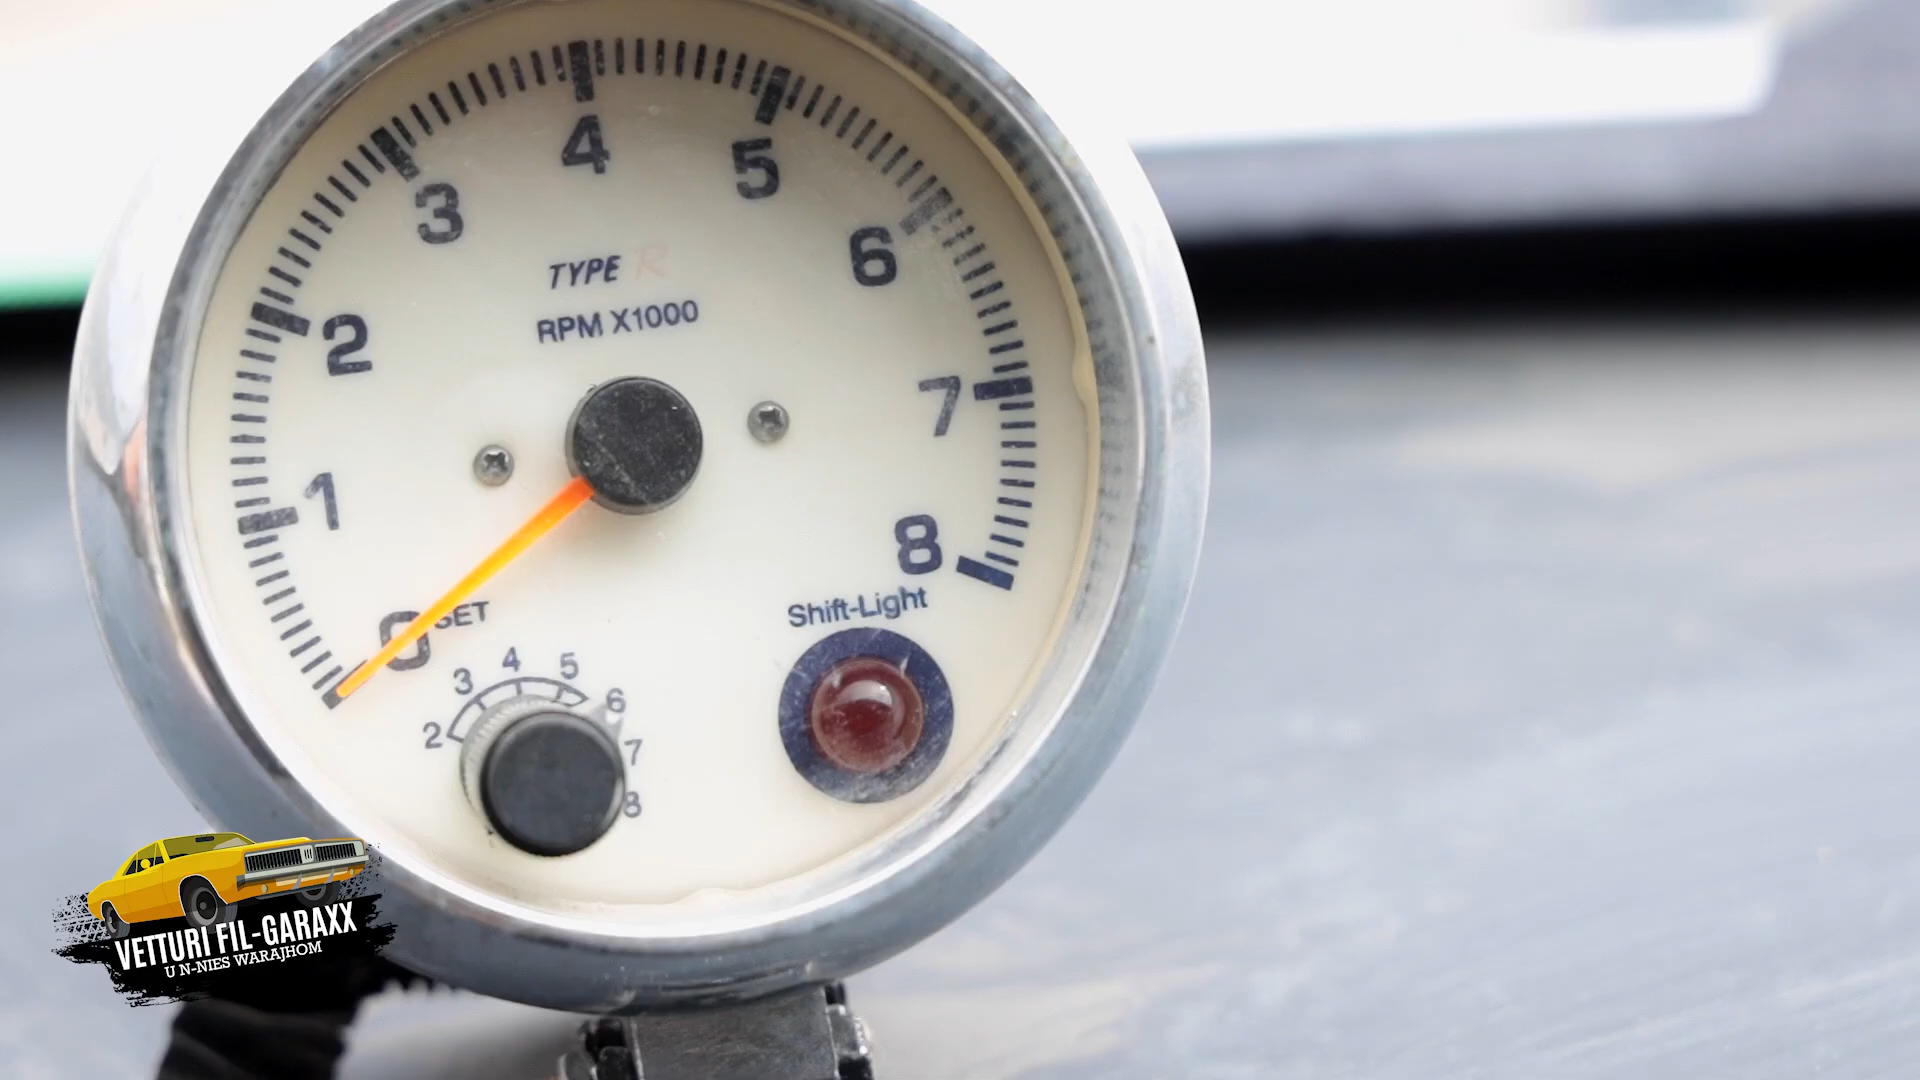 4
5
3
6
TYPE R
RPM X1000
2
7
1
8
0
SET
Shift-Light
4
5
3
6
2
7
8
VETTURI FIL-GARAXX
U N-NIES WARAJHOM